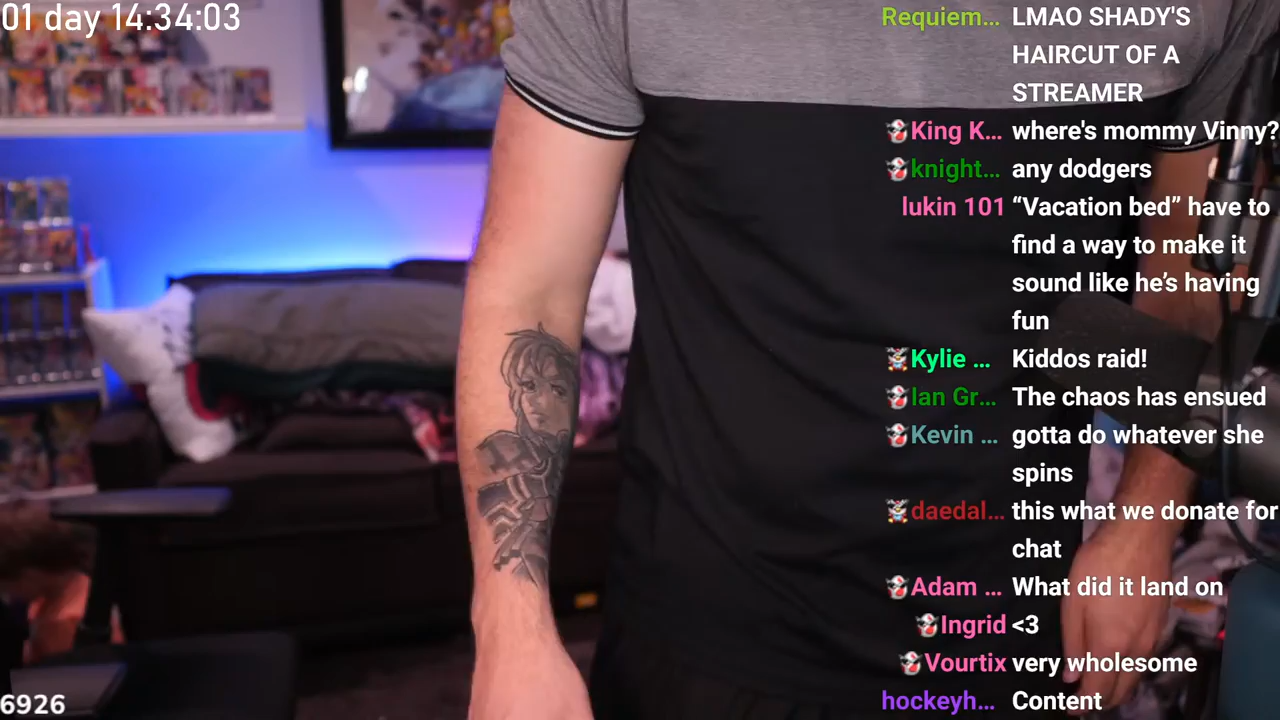 01 day 14:34:03
Requiem… LMAO SHADY'S
HAIRCUT OF A
STREAMER
King K… where's mommy Vinny?
knight… any dodgers
lukin 101 “Vacation bed” have to
find a way to make it
sound like he’s having
fun
Kylie … Kiddos raid!
Ian Gr… The chaos has ensued
Kevin … gotta do whatever she
spins
daedal… this what we donate for
chat
Adam … What did it land on
Ingrid <3
Vourtix very wholesome
hockeyh… Content
6926